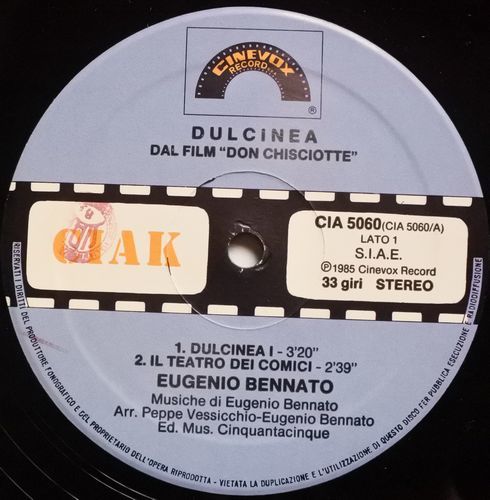 CINEVOX
RECORD
®
DULCiNEA
DAL FILM "DON CHISCIOTTE"
CIAK
CIA 5060 (CIA 5060/A)
LATO 1
S.I.A.E.
℗1985 Cinevox Record
33 giri STEREO
1. DULCINEA I - 3'20"
2. IL TEATRO DEI COMICI - 2'39"
EUGENIO BENNATO
Musiche di Eugenio Bennato
Arr. Peppe Vessicchio-Eugenio Bennato
Ed. Mus. Cinquantacinque
RISERVATI I DIRITTI DEL PRODUTTORE FONOGRAFICO E QEL PROPRIETARIO DELL'OPERA RIPRODOTTA - VIETATA LA DUPLICAZIONE E L'UTILIZZAZIONE DI QUESTO DISCO PER PUBBLICA ESECUZIONE E RADIODIFFUSIONE